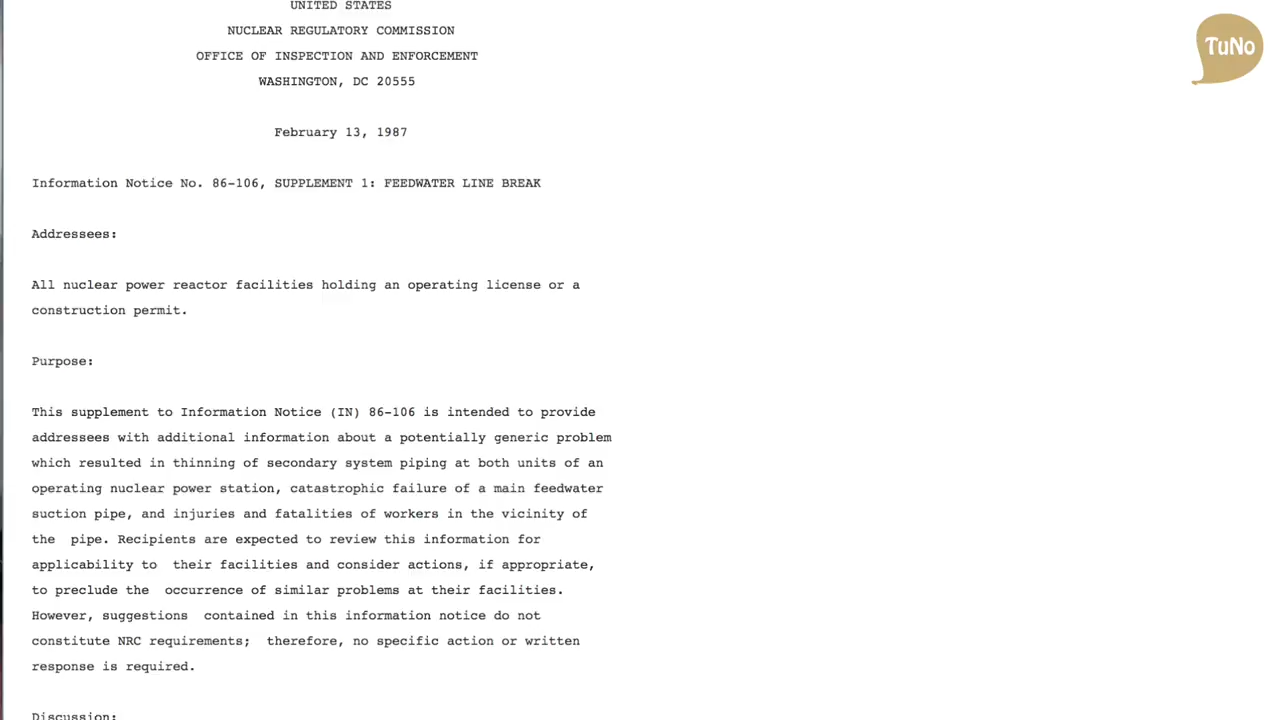 UNITED STATES
NUCLEAR REGULATORY COMMISSION
OFFICE OF INSPECTION AND ENFORCEMENT
WASHINGTON, DC 20555
TuNo
February 13, 1987
Information Notice No. 86-106, SUPPLEMENT 1: FEEDWATER LINE BREAK
Addressees:
All nuclear power reactor facilities holding an operating license or a
construction permit.
Purpose:
This supplement to Information Notice (IN) 86-106 is intended to provide
addressees with additional information about a potentially generic problem
which resulted in thinning of secondary system piping at both units of an
operating nuclear power station, catastrophic failure of a main feedwater
suction pipe, and injuries and fatalities of workers in the vicinity of
the  pipe. Recipients are expected to review this information for
applicability to  their facilities and consider actions, if appropriate,
to preclude the  occurrence of similar problems at their facilities.
However, suggestions  contained in this information notice do not
constitute NRC requirements;  therefore, no specific action or written
response is required.
Discussion: